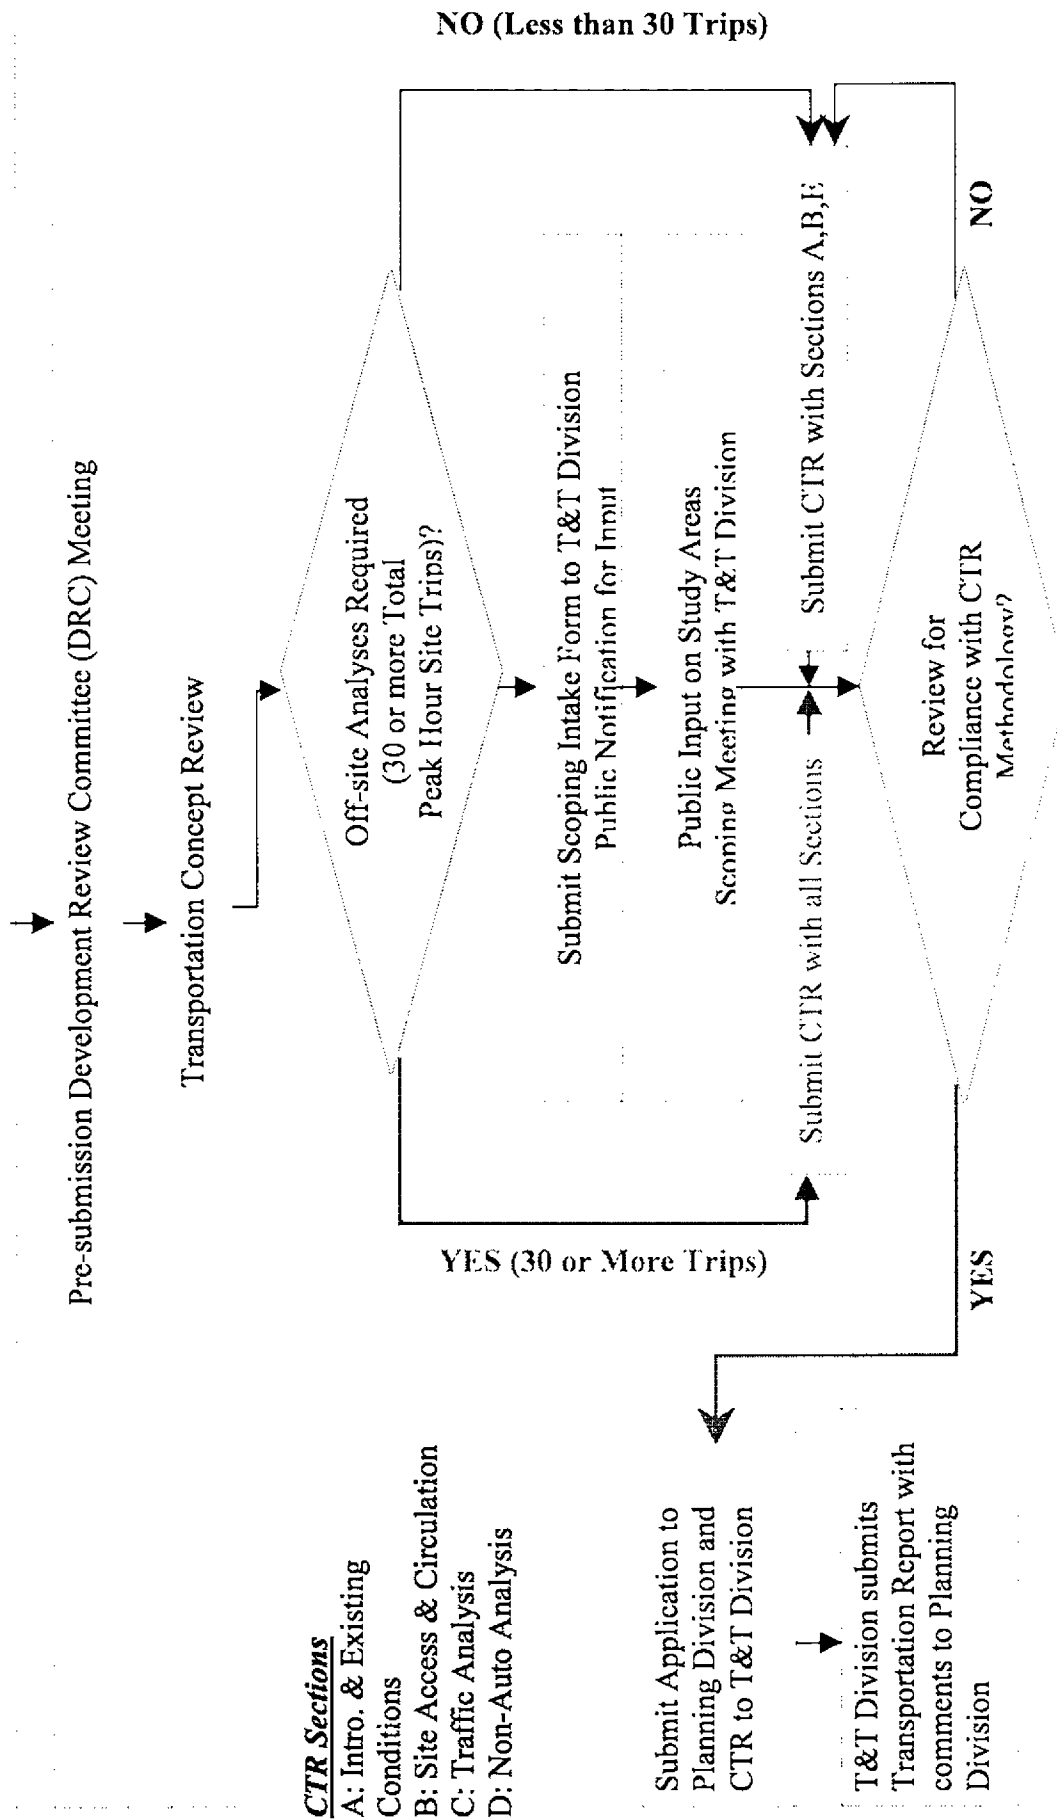 Pre-submission Development Review Committee (DRC) Meeting
Transportation Concept Review
Off-site Analyses Required
(30 or more Total
Peak Hour Site Trips)?
NO (Less than 30 Trips)
YES (30 or More Trips)
Submit Scoping Intake Form to T&T Division
Public Notification for Input
Public Input on Study Areas
Scoping Meeting with T&T Division
Submit CTR with all Sections
Submit CTR with Sections A,B,E
Review for
Compliance with CTR
Methodology?
NO
YES
CTR Sections
A: Intro. & Existing
Conditions
B: Site Access & Circulation
C: Traffic Analysis
D: Non-Auto Analysis
Submit Application to
Planning Division and
CTR to T&T Division
T&T Division submits
Transportation Report with
comments to Planning
Division